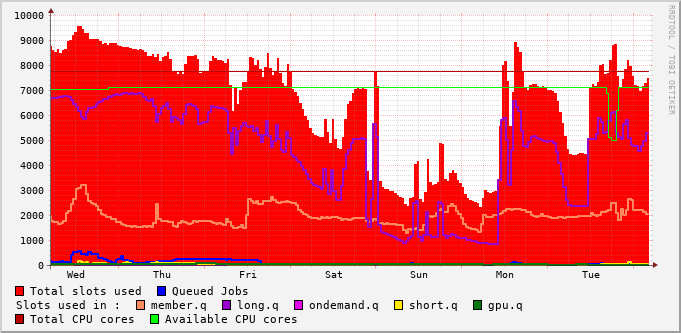 RRDTOOL / TOBI OETIKER
10000
9000
8000
7000
6000
5000
4000
3000
2000
1000
0
Wed Thu Fri Sat Sun Mon Tue
Total slots used Queued Jobs
Slots used in : member.q long.q ondemand.q short.q gpu.q
Total CPU cores Available CPU cores